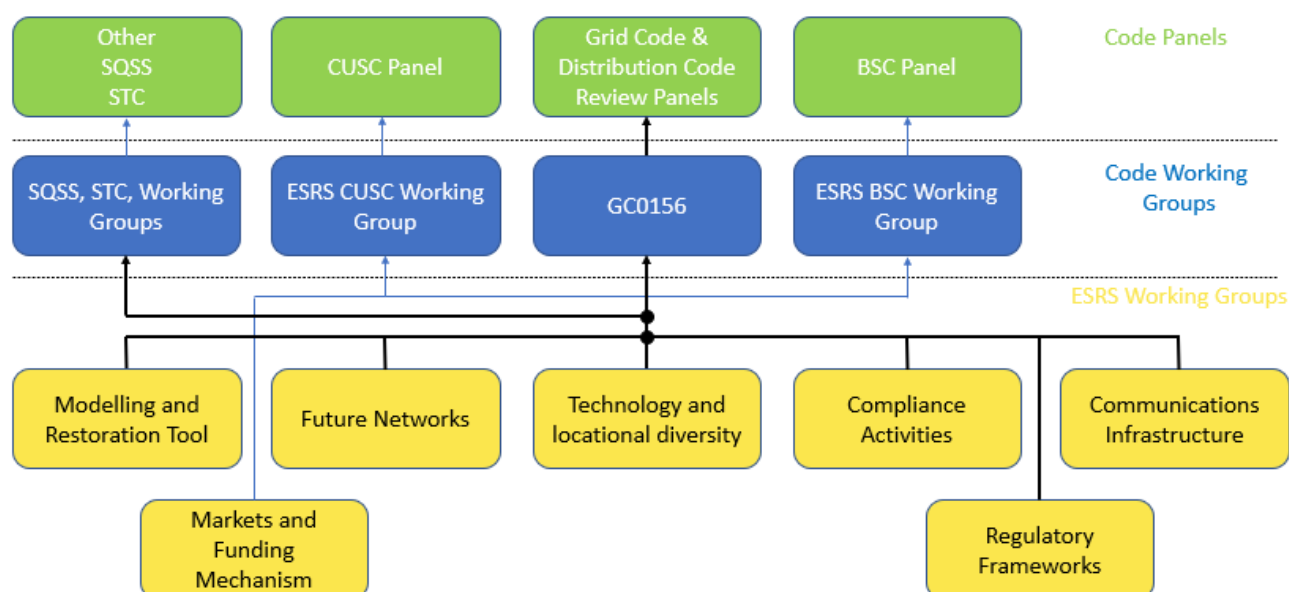 Other
SQSS
STC
CUSC Panel
Grid Code &
Distribution Code
Review Panels
BSC Panel
Code Panels
SQSS, STC, Working
Groups
ESRS CUSC Working
Group
GC0156
ESRS BSC Working
Group
Code Working
Groups
ESRS Working Groups
Modelling and
Restoration Tool
Future Networks
Technology and
locational diversity
Compliance
Activities
Communications
Infrastructure
Markets and
Funding
Mechanism
Regulatory
Frameworks